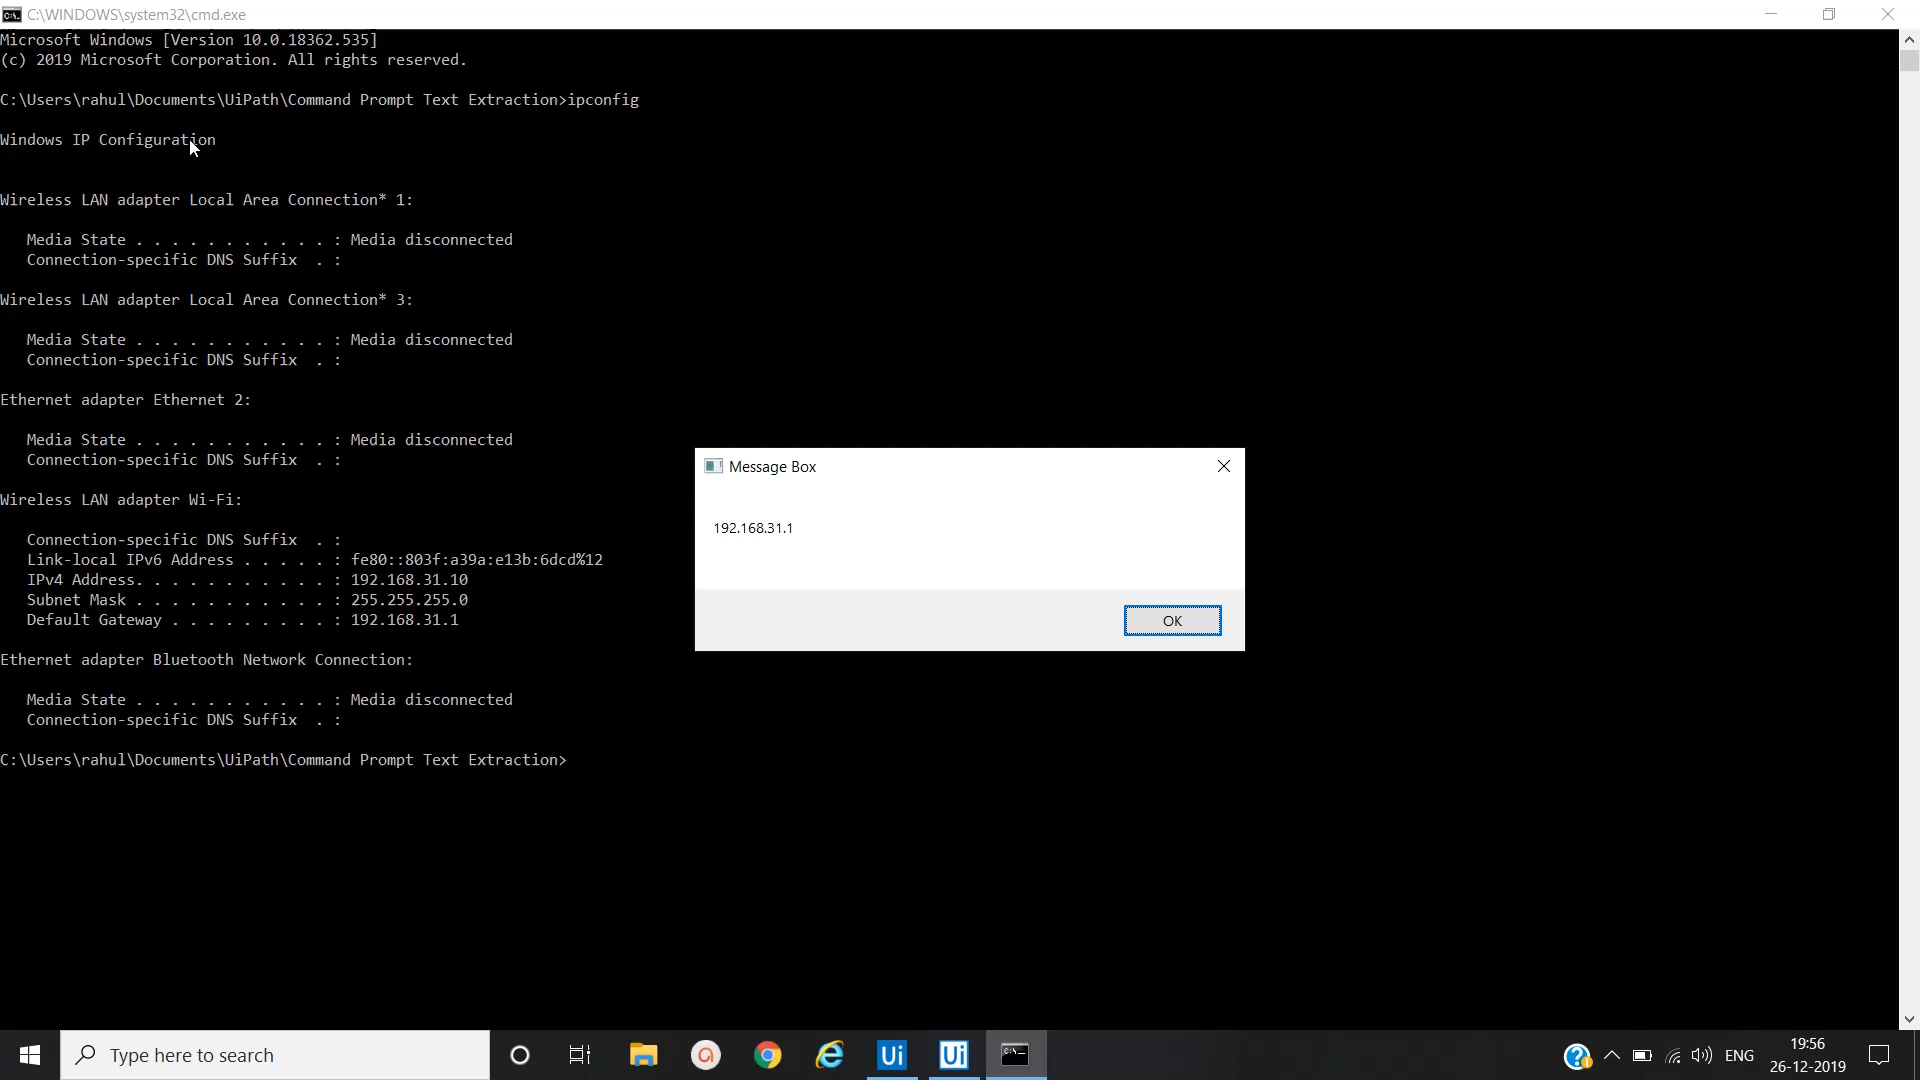 C:\WINDOWS\system32\cmd.exe
Microsoft Windows [Version 10.0.18362.535]
(c) 2019 Microsoft Corporation. All rights reserved.
C:\Users\rahul\Documents\UiPath\Command Prompt Text Extraction>ipconfig
Windows IP Configuration
Wireless LAN adapter Local Area Connection* 1:
Media State . . . . . . . . . . . : Media disconnected
Connection-specific DNS Suffix  . :
Wireless LAN adapter Local Area Connection* 3:
Media State . . . . . . . . . . . : Media disconnected
Connection-specific DNS Suffix  . :
Ethernet adapter Ethernet 2:
Media State . . . . . . . . . . . : Media disconnected
Connection-specific DNS Suffix  . :
Wireless LAN adapter Wi-Fi:
Connection-specific DNS Suffix  . :
Link-local IPv6 Address . . . . . : fe80::803f:a39a:e13b:6dcd%12
IPv4 Address. . . . . . . . . . . : 192.168.31.10
Subnet Mask . . . . . . . . . . . : 255.255.255.0
Default Gateway . . . . . . . . . : 192.168.31.1
Ethernet adapter Bluetooth Network Connection:
Media State . . . . . . . . . . . : Media disconnected
Connection-specific DNS Suffix  . :
C:\Users\rahul\Documents\UiPath\Command Prompt Text Extraction>
Message Box
192.168.31.1
OK
Type here to search
Ui
Ui
ENG
19:56
26-12-2019